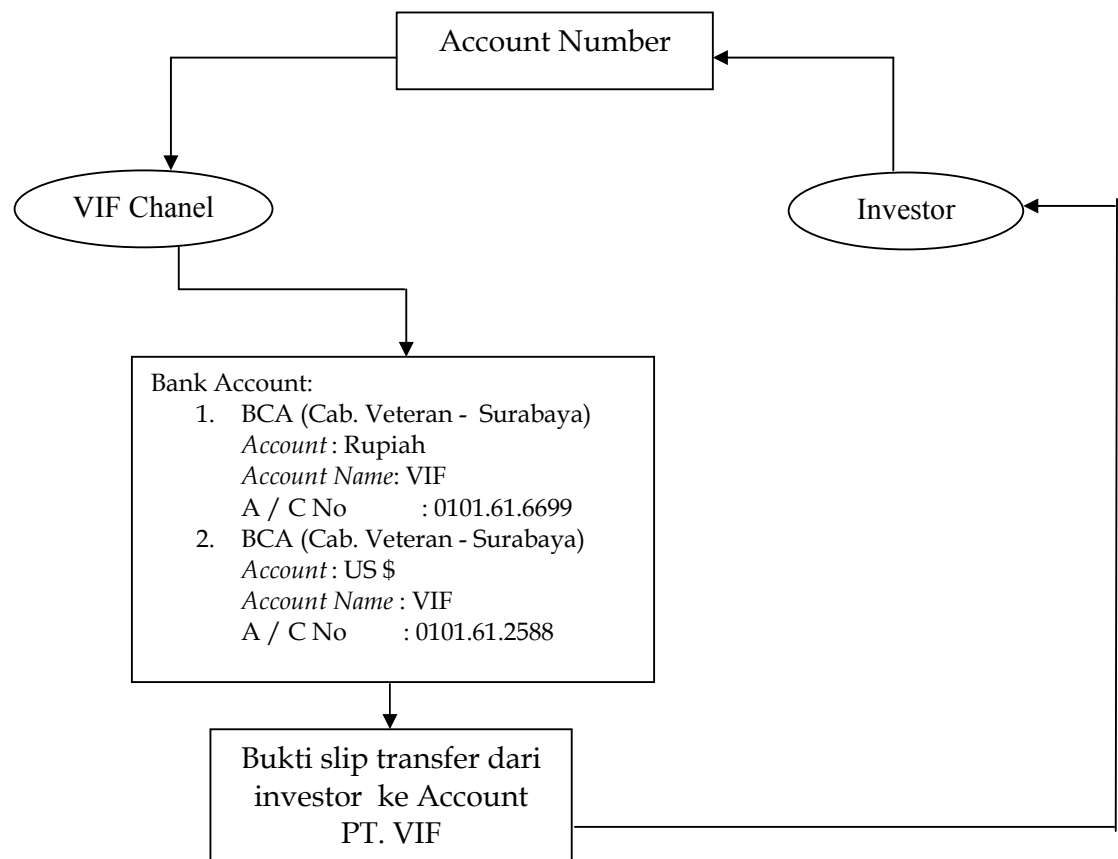 Account Number
VIF Chanel
Investor
Bank Account:
1. BCA (Cab. Veteran - Surabaya)
Account : Rupiah
Account Name: VIF
A / C No : 0101.61.6699
2. BCA (Cab. Veteran - Surabaya)
Account : US $
Account Name : VIF
A / C No : 0101.61.2588
Bukti slip transfer dari
investor ke Account
PT. VIF